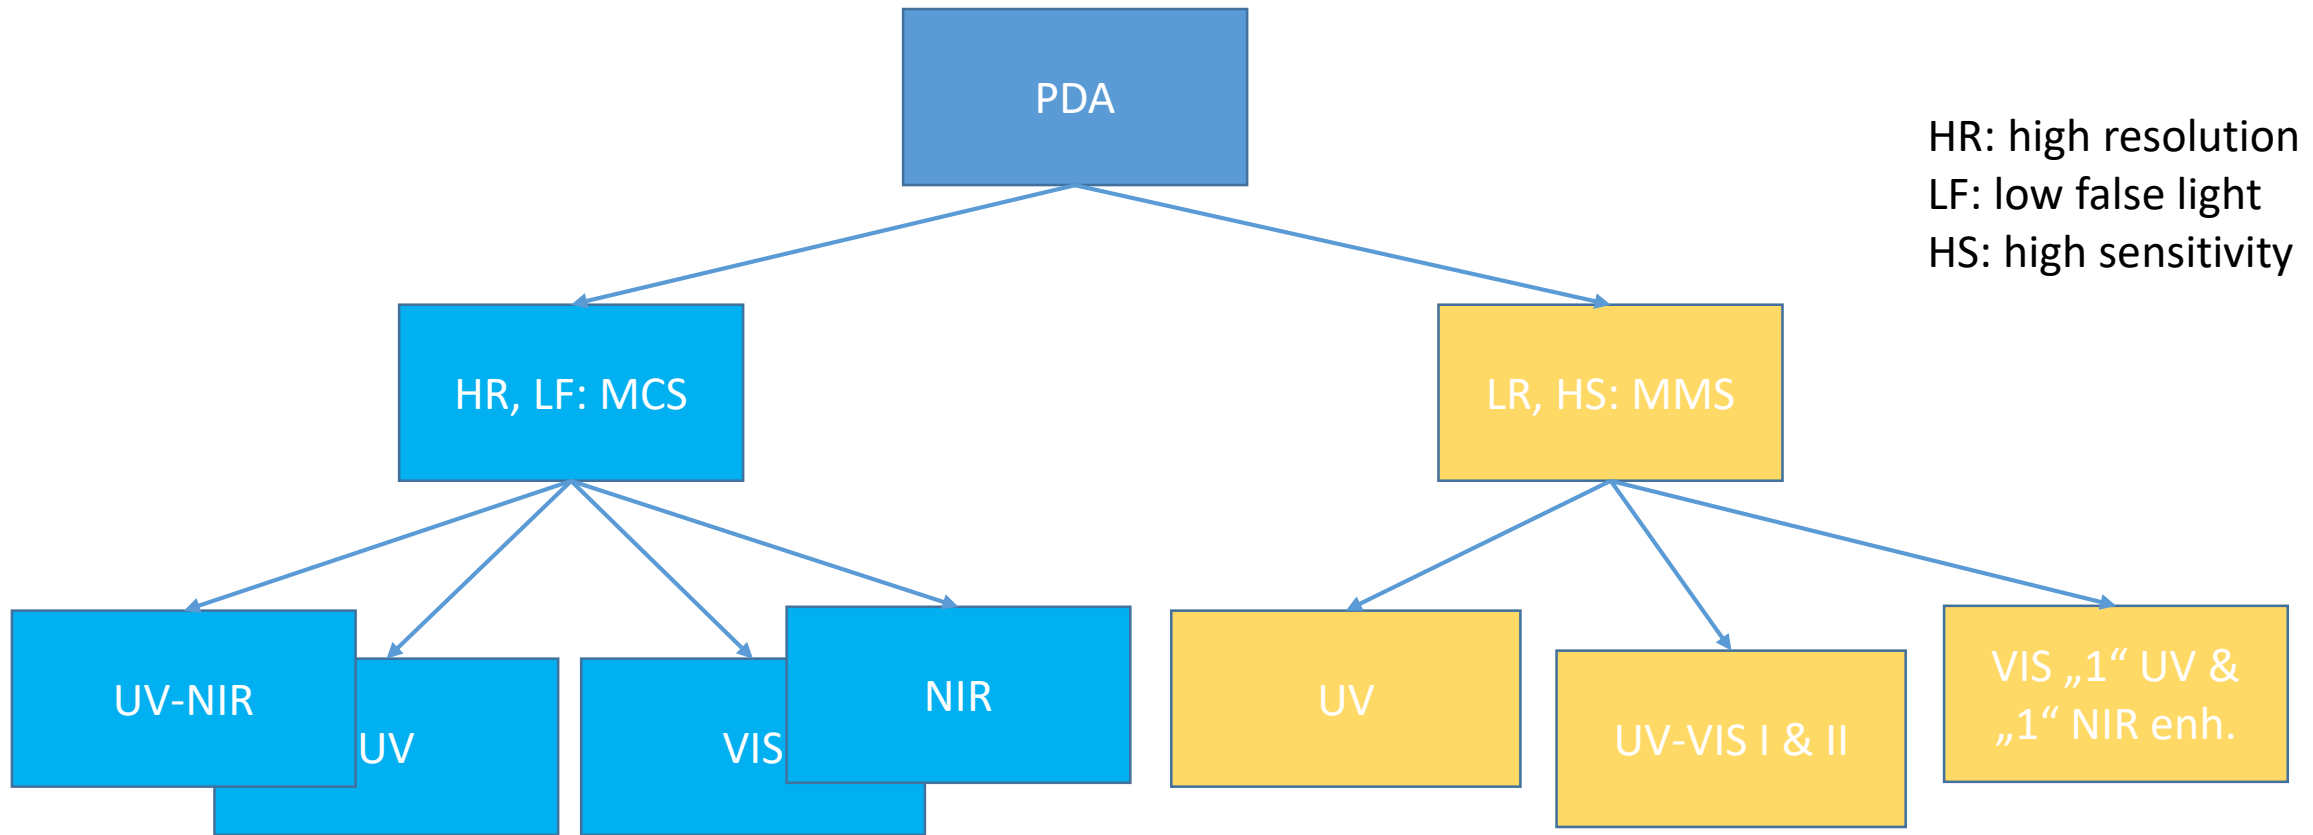 PDA
HR: high resolution
LF: low false light
HS: high sensitivity
HR, LF: MCS
LR, HS: MMS
UV-NIR
UV
VIS
NIR
UV
UV-VIS I & II
VIS „1“ UV &
„1“ NIR enh.